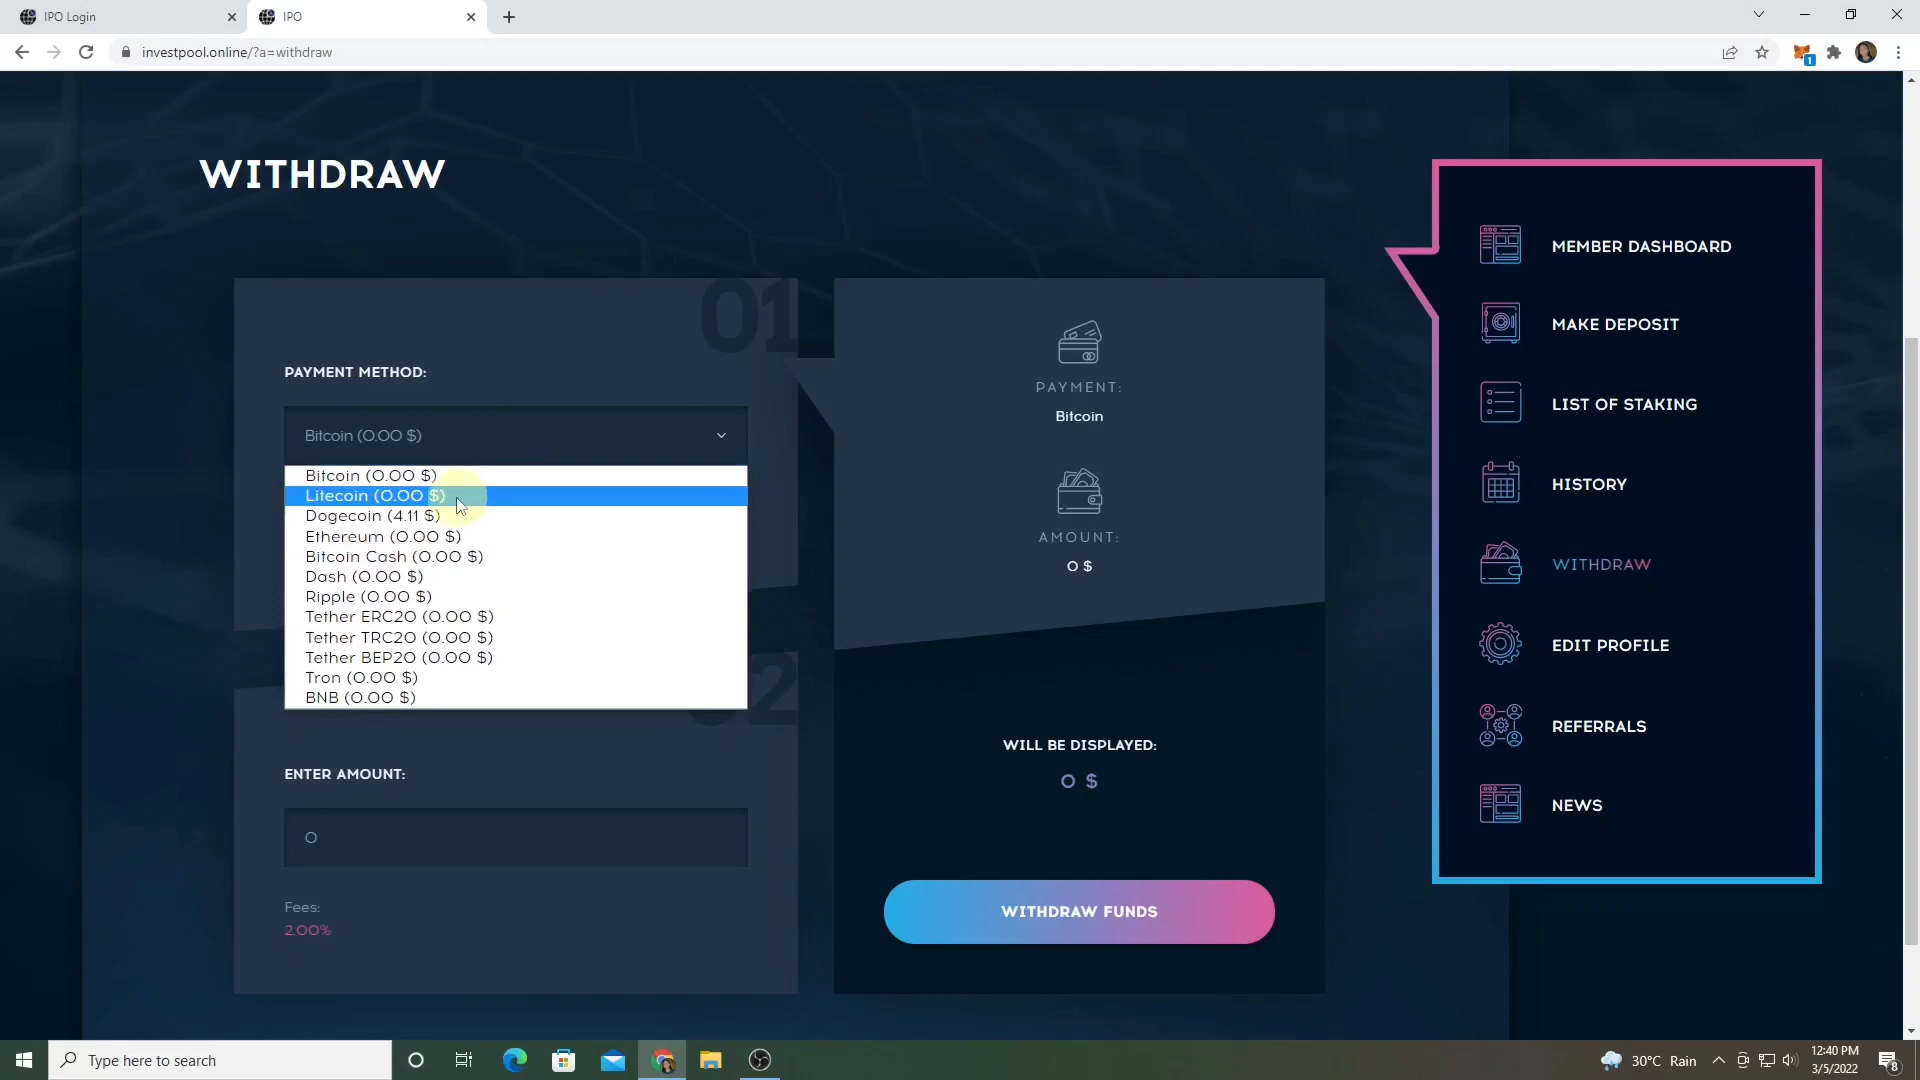 IPO Login
IPO
investpool.online/?a=withdraw
1
WITHDRAW
01
PAYMENT METHOD:
Bitcoin (0.00 $)
Bitcoin (0.00 $)
Litecoin (0.00 $)
Dogecoin (4.11 $)
Ethereum (0.00 $)
Bitcoin Cash (0.00 $)
Dash (0.00 $)
Ripple (0.00 $)
Tether ERC20 (0.00 $)
Tether TRC20 (0.00 $)
Tether BEP20 (0.00 $)
Tron (0.00 $)
BNB (0.00 $)
02
ENTER AMOUNT:
0
Fees:
2.00%
PAYMENT:
Bitcoin
AMOUNT:
0 $
WILL BE DISPLAYED:
0 $
WITHDRAW FUNDS
MEMBER DASHBOARD
MAKE DEPOSIT
LIST OF STAKING
HISTORY
WITHDRAW
EDIT PROFILE
REFERRALS
NEWS
Type here to search
30°C Rain
12:40 PM
3/5/2022
8